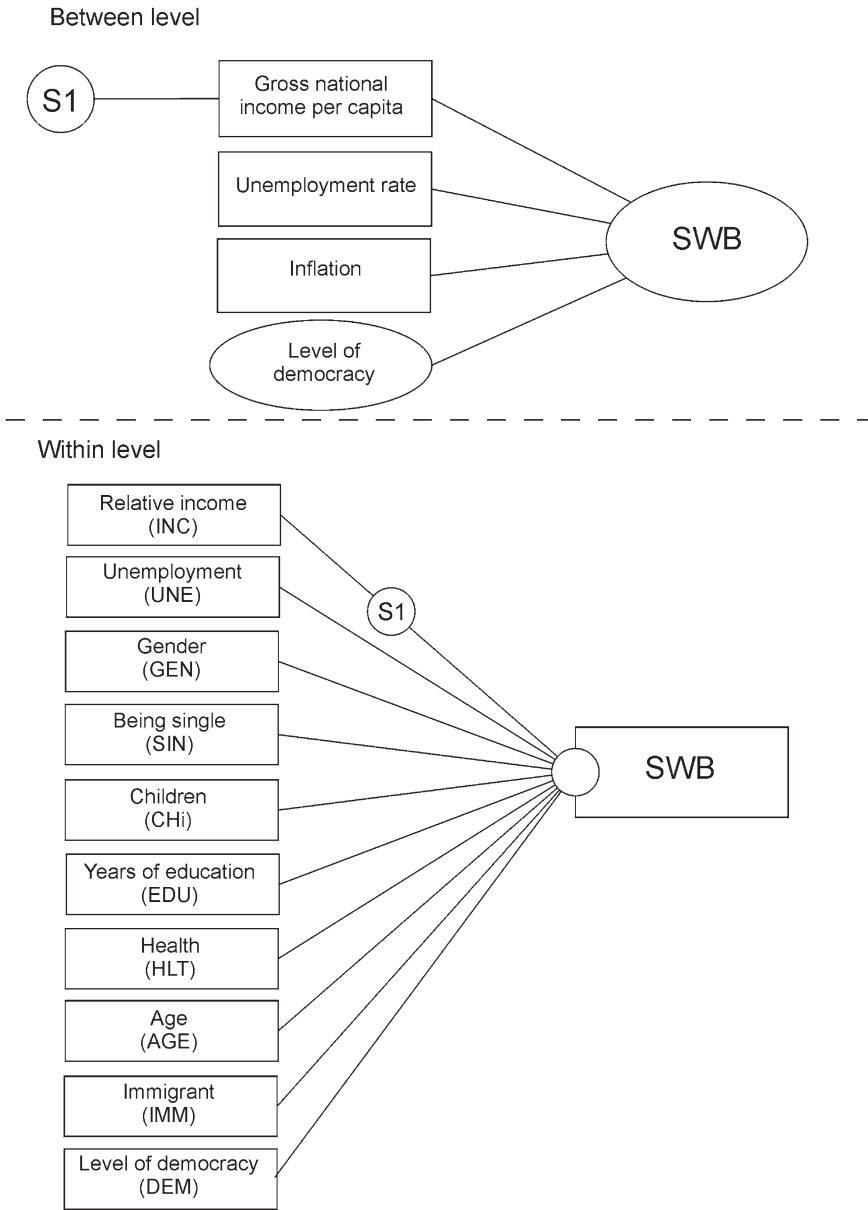 Between level
S1
Gross national
income per capita
Unemployment rate
Inflation
Level of
democracy
SWB
Within level
Relative income
(INC)
Unemployment
(UNE)
S1
Gender
(GEN)
Being single
(SIN)
Children
(CHi)
Years of education
(EDU)
Health
(HLT)
Age
(AGE)
Immigrant
(IMM)
Level of democracy
(DEM)
SWB